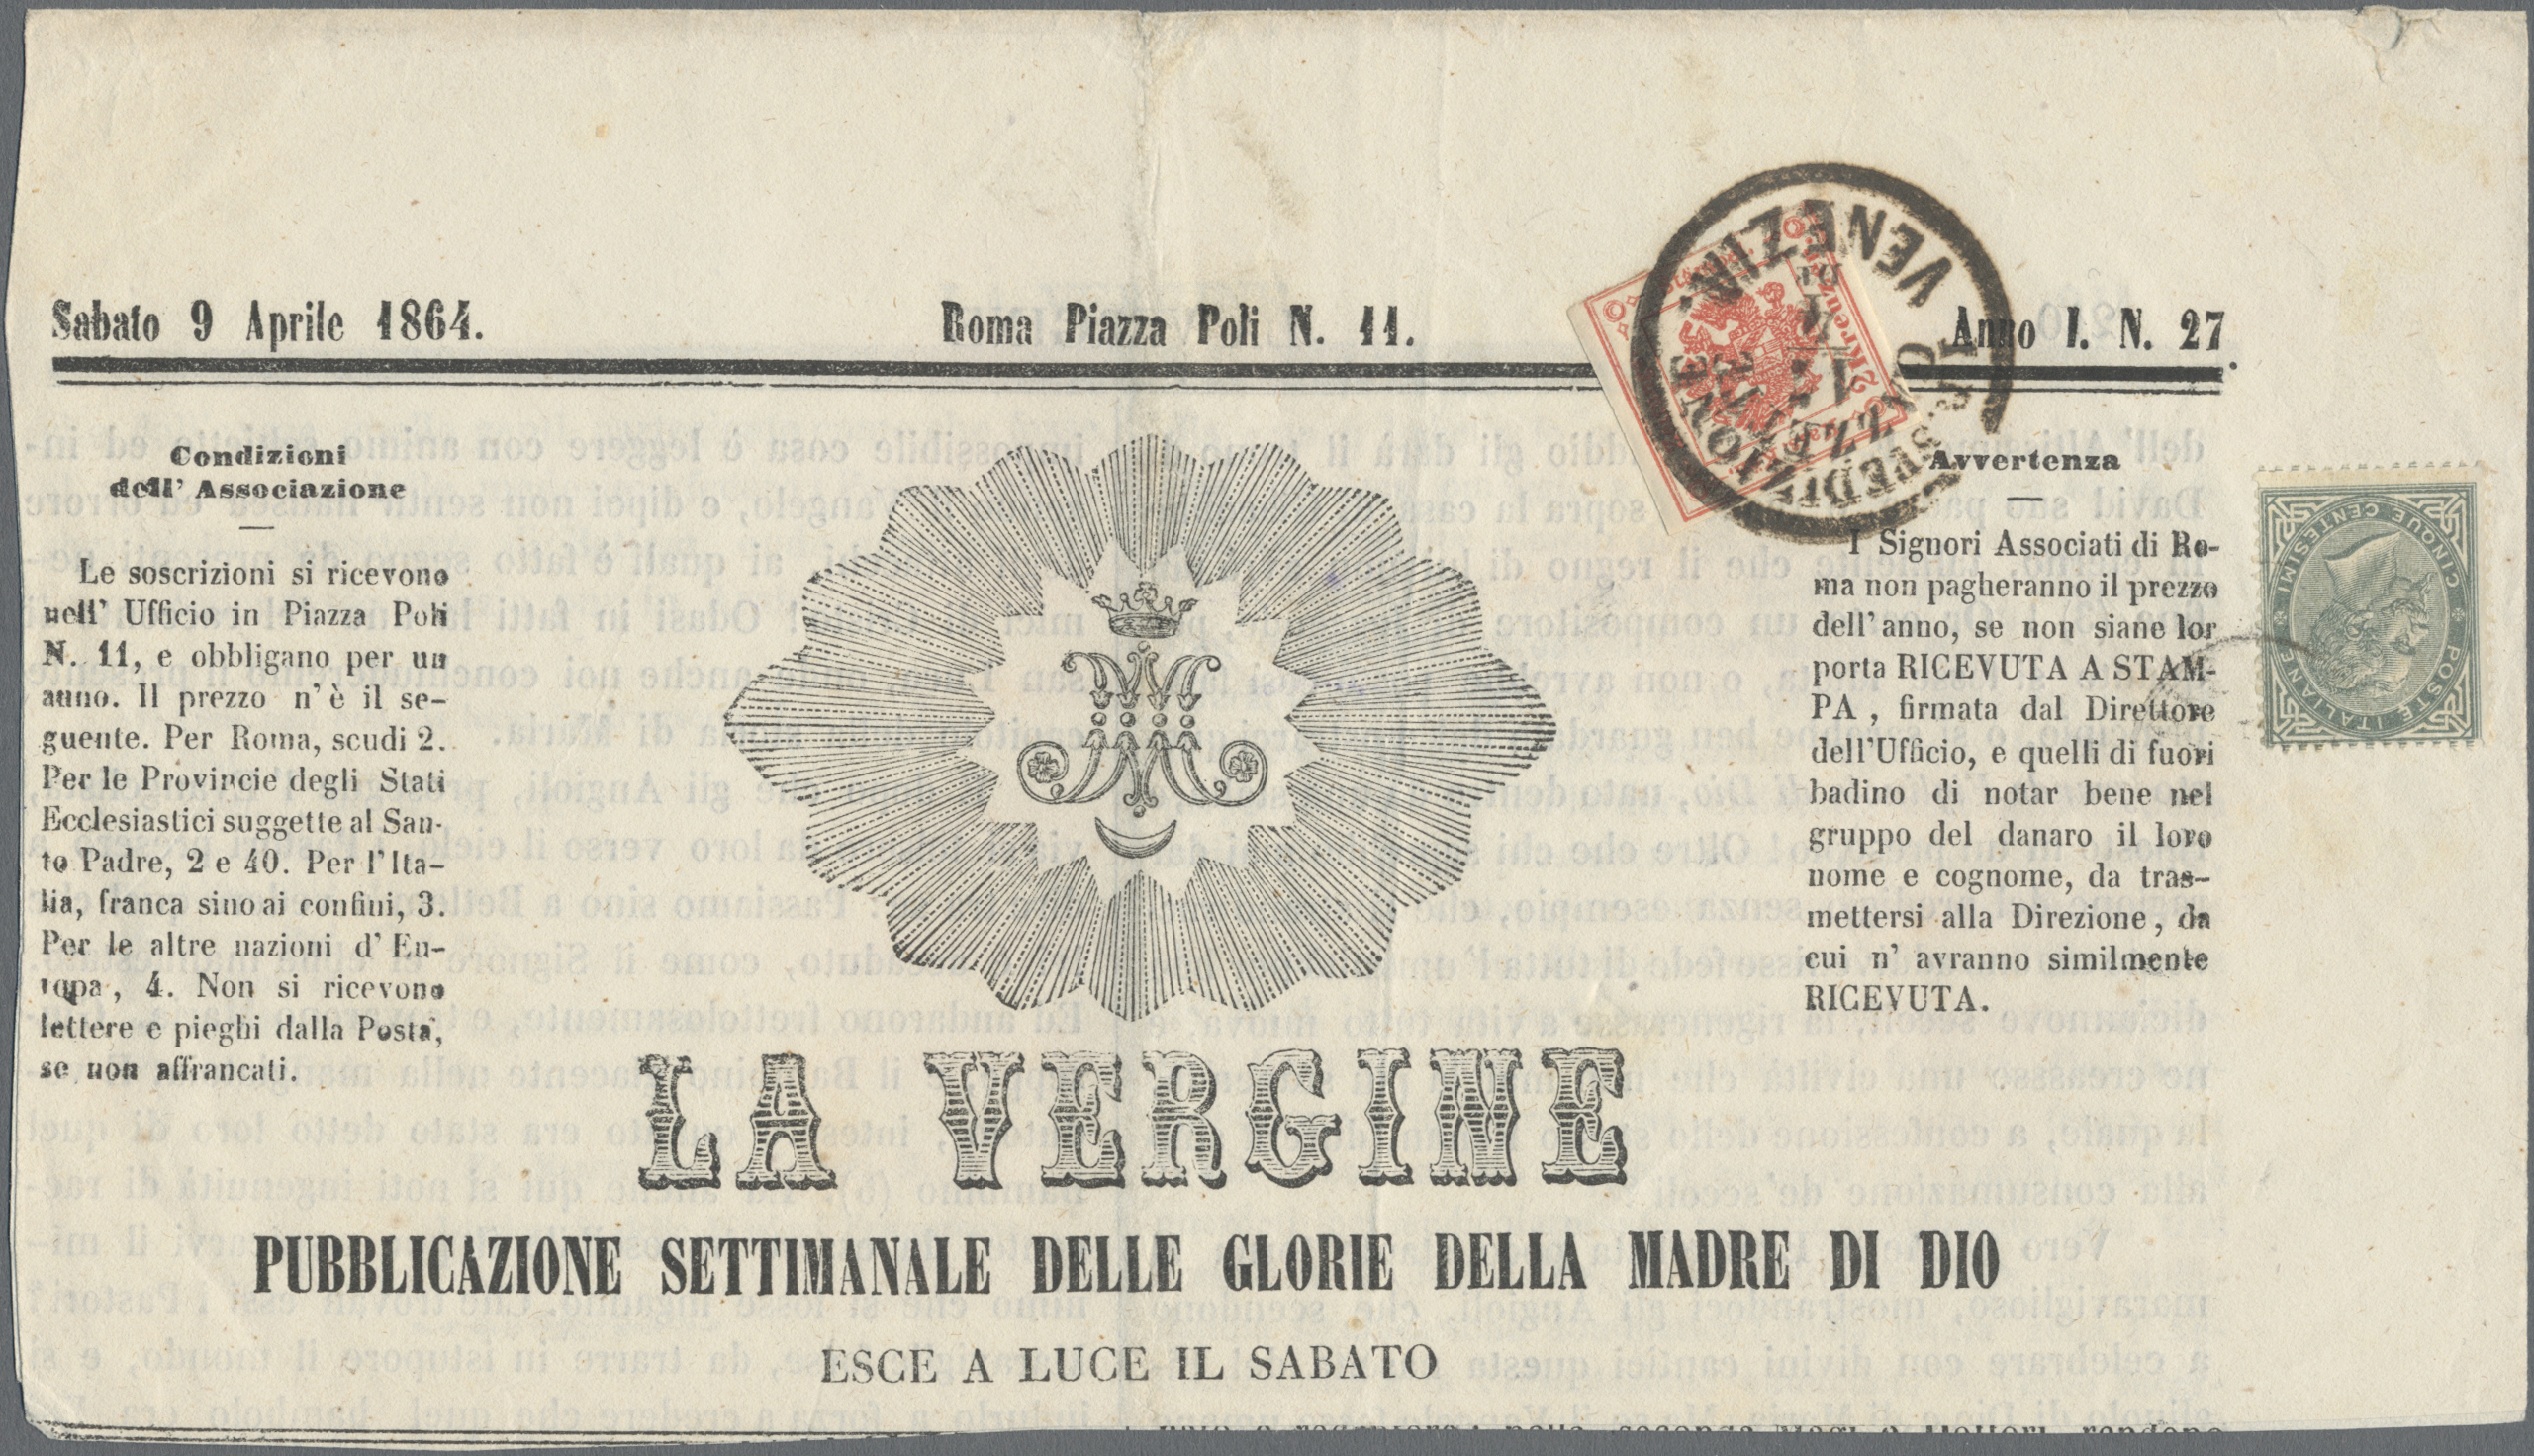 Sabato 9 Aprile 1864.
Roma Piazza Poli N. 11.
Anno I. N. 27.
Condizioni
dell' Associazione
Le soscrizioni si ricevono
nell' Ufficio in Piazza Poli
N. 11, e obbligano per un
anno. Il prezzo n' è il se-
guente. Per Roma, scudi 2.
Per le Provincie degli Stati
Ecclesiastici suggette al San-
to Padre, 2 e 40. Per l'Ita-
lia, franca sino ai confini, 3.
Per le altre nazioni d' Eu-
ropa, 4. Non si ricevono
lettere e pieghi dalla Posta,
se non affrancati.
Avvertenza
I Signori Associati di Ro-
ma non pagheranno il prezzo
dell' anno, se non siane lor
porta RICEVUTA A STAM-
PA , firmata dal Direttore
dell'Ufficio, e quelli di fuori
badino di notar bene nel
gruppo del danaro il loro
nome e cognome, da tras-
mettersi alla Direzione, da
cui n' avranno similmente
RICEVUTA.
LA VERGINE
PUBBLICAZIONE SETTIMANALE DELLE GLORIE DELLA MADRE DI DIO
ESCE A LUCE IL SABATO
SPEDIZIONE GAZZETTE
VENEZIA
2 Kreuzer
POSTE ITALIANE
CINQUE CENTESIMI